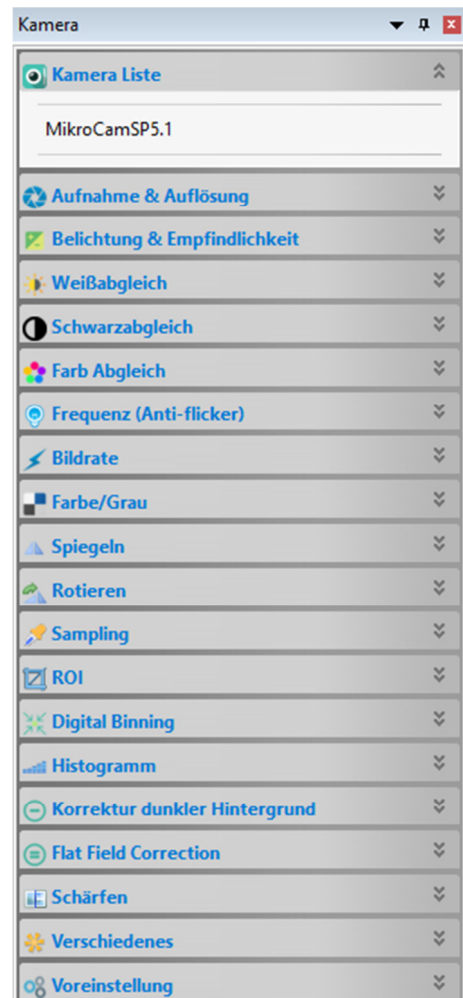 Kamera
Kamera Liste
MikroCamSP5.1
Aufnahme & Auflösung
Belichtung & Empfindlichkeit
Weißabgleich
Schwarzabgleich
Farb Abgleich
Frequenz (Anti-flicker)
Bildrate
Farbe/Grau
Spiegeln
Rotieren
Sampling
ROI
Digital Binning
Histogramm
Korrektur dunkler Hintergrund
Flat Field Correction
Schärfen
Verschiedenes
Voreinstellung